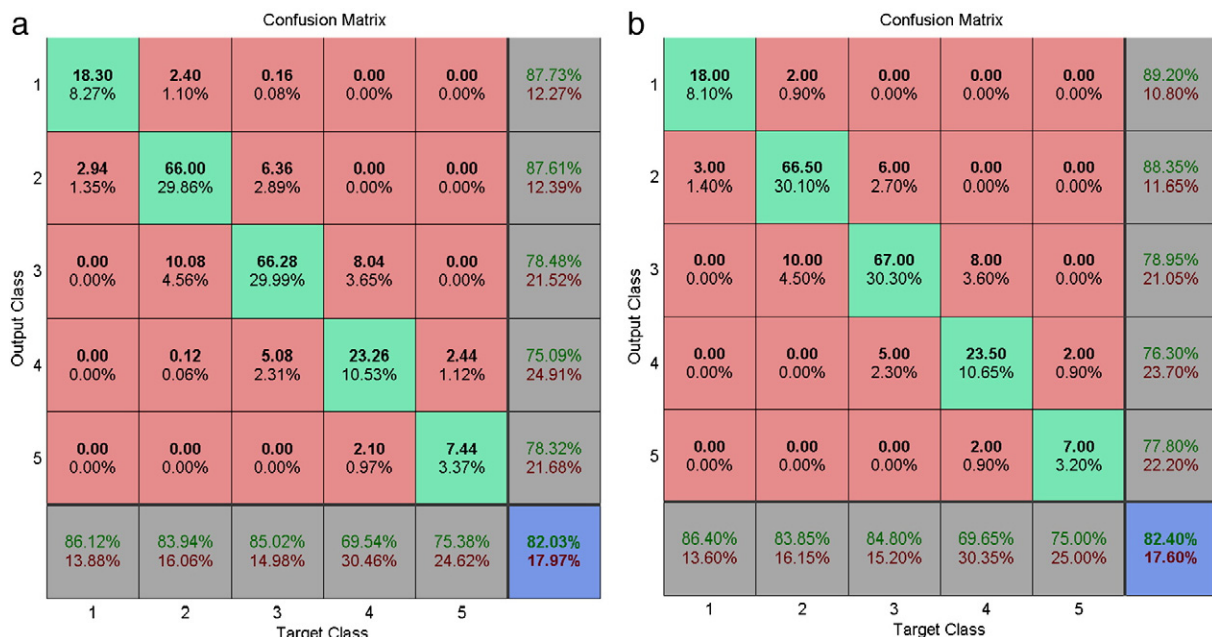 a
Confusion Matrix
Output Class
1
18.30 2.40 0.16 0.00 0.00 87.73%
8.27% 1.10% 0.08% 0.00% 0.00% 12.27%
2
2.94 66.00 6.36 0.00 0.00 87.61%
1.35% 29.86% 2.89% 0.00% 0.00% 12.39%
3
0.00 10.08 66.28 8.04 0.00 78.48%
0.00% 4.56% 29.99% 3.65% 0.00% 21.52%
4
0.00 0.12 5.08 23.26 2.44 75.09%
0.00% 0.06% 2.31% 10.53% 1.12% 24.91%
5
0.00 0.00 0.00 2.10 7.44 78.32%
0.00% 0.00% 0.00% 0.97% 3.37% 21.68%
86.12% 83.94% 85.02% 69.54% 75.38% 82.03%
13.88% 16.06% 14.98% 30.46% 24.62% 17.97%
1 2 3 4 5
Target Class
b
Confusion Matrix
Output Class
1
18.00 2.00 0.00 0.00 0.00 89.20%
8.10% 0.90% 0.00% 0.00% 0.00% 10.80%
2
3.00 66.50 6.00 0.00 0.00 88.35%
1.40% 30.10% 2.70% 0.00% 0.00% 11.65%
3
0.00 10.00 67.00 8.00 0.00 78.95%
0.00% 4.50% 30.30% 3.60% 0.00% 21.05%
4
0.00 0.00 5.00 23.50 2.00 76.30%
0.00% 0.00% 2.30% 10.65% 0.90% 23.70%
5
0.00 0.00 0.00 2.00 7.00 77.80%
0.00% 0.00% 0.00% 0.90% 3.20% 22.20%
86.40% 83.85% 84.80% 69.65% 75.00% 82.40%
13.60% 16.15% 15.20% 30.35% 25.00% 17.60%
1 2 3 4 5
Target Class